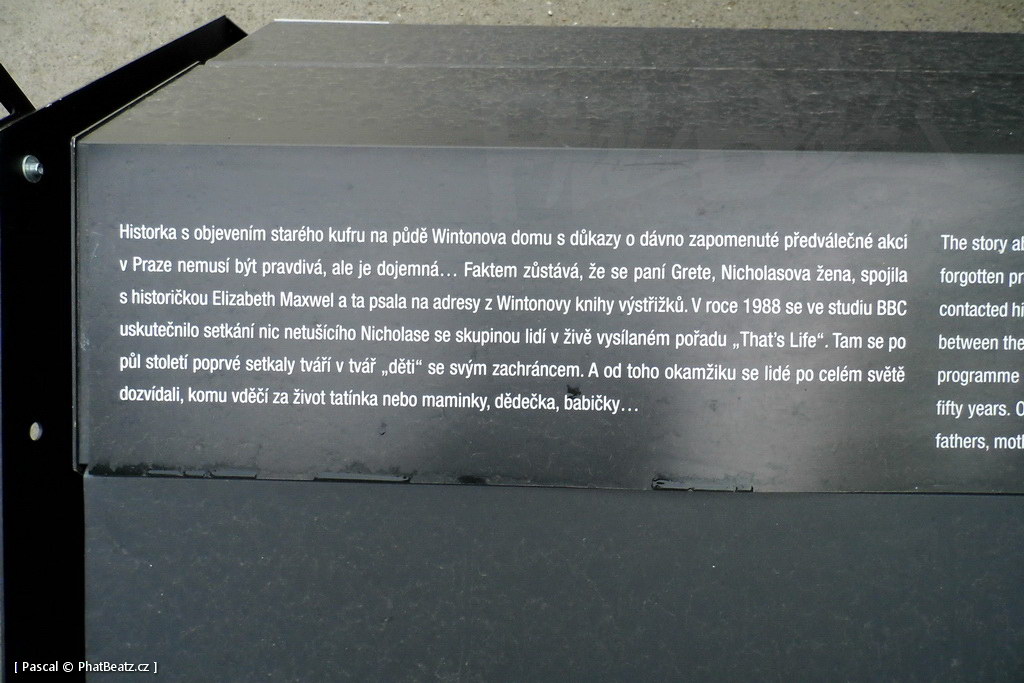 Historka s objevením starého kufru na půdě Wintonova domu s důkazy o dávno zapomenuté předválečné akci
v Praze nemusí být pravdivá, ale je dojemná… Faktem zůstává, že se paní Grete, Nicholasova žena, spojila
s historičkou Elizabeth Maxwel a ta psala na adresy z Wintonovy knihy výstřižků. V roce 1988 se ve studiu BBC
uskutečnilo setkání nic netušícího Nicholase se skupinou lidí v živě vysílaném pořadu „That's Life“. Tam se po
půl století poprvé setkaly tváří v tvář „děti“ se svým zachráncem. A od toho okamžiku se lidé po celém světě
dozvídali, komu vděčí za život tatínka nebo maminky, dědečka, babičky…
The story
forgotten
contacted
between the
programme
fifty years.
fathers,
[ Pascal © PhatBeatz.cz ]